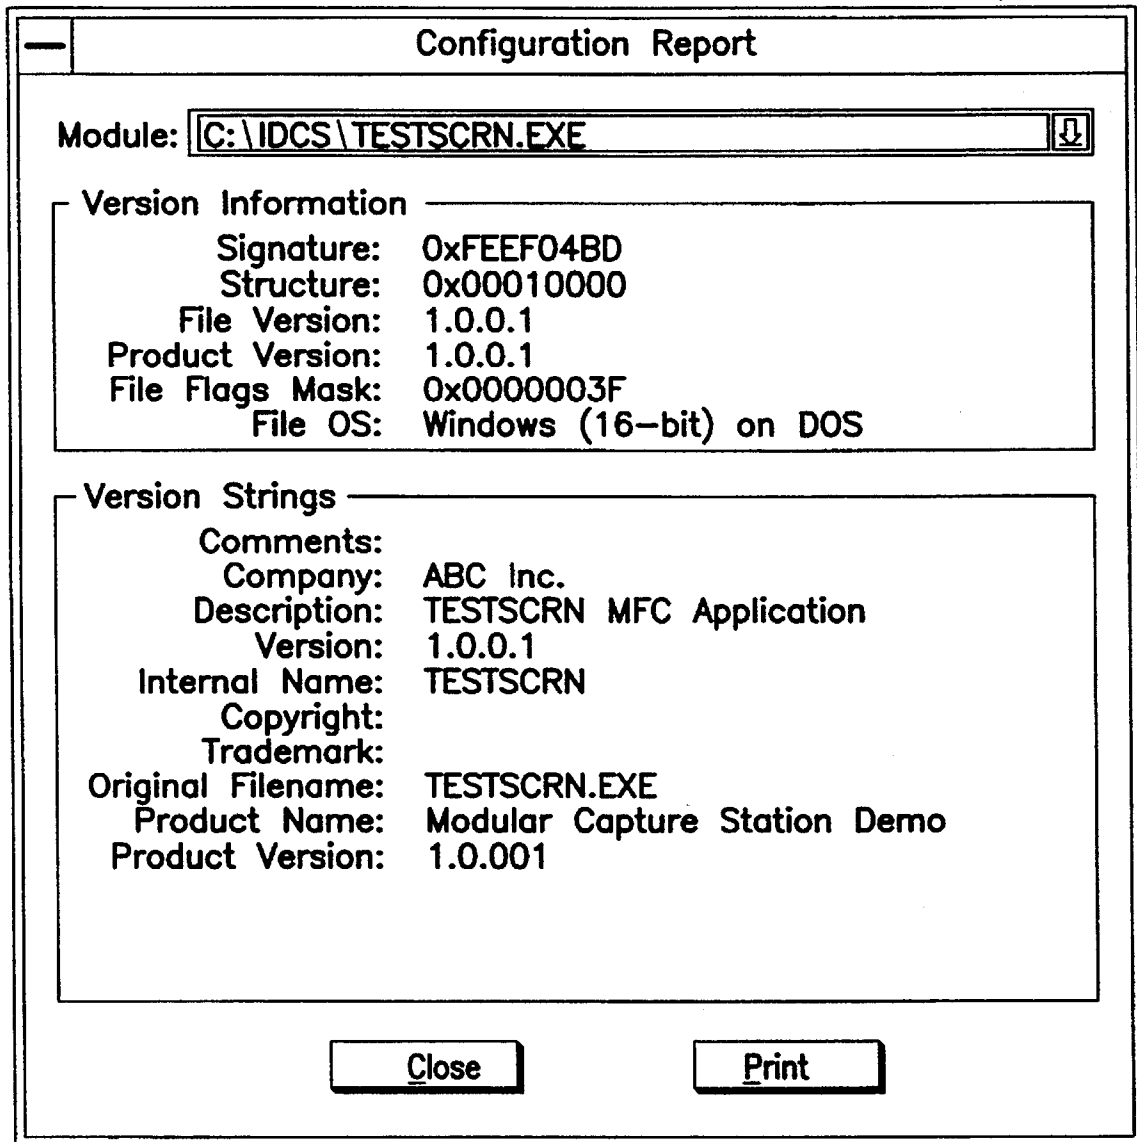 Configuration Report
Module: C:\IDCS\TESTSCRN.EXE
Version Information
Signature: 0xFEEF04BD
Structure: 0x00010000
File Version: 1.0.0.1
Product Version: 1.0.0.1
File Flags Mask: 0x0000003F
File OS: Windows (16-bit) on DOS
Version Strings
Comments:
Company: ABC Inc.
Description: TESTSCRN MFC Application
Version: 1.0.0.1
Internal Name: TESTSCRN
Copyright:
Trademark:
Original Filename: TESTSCRN.EXE
Product Name: Modular Capture Station Demo
Product Version: 1.0.001
Close Print